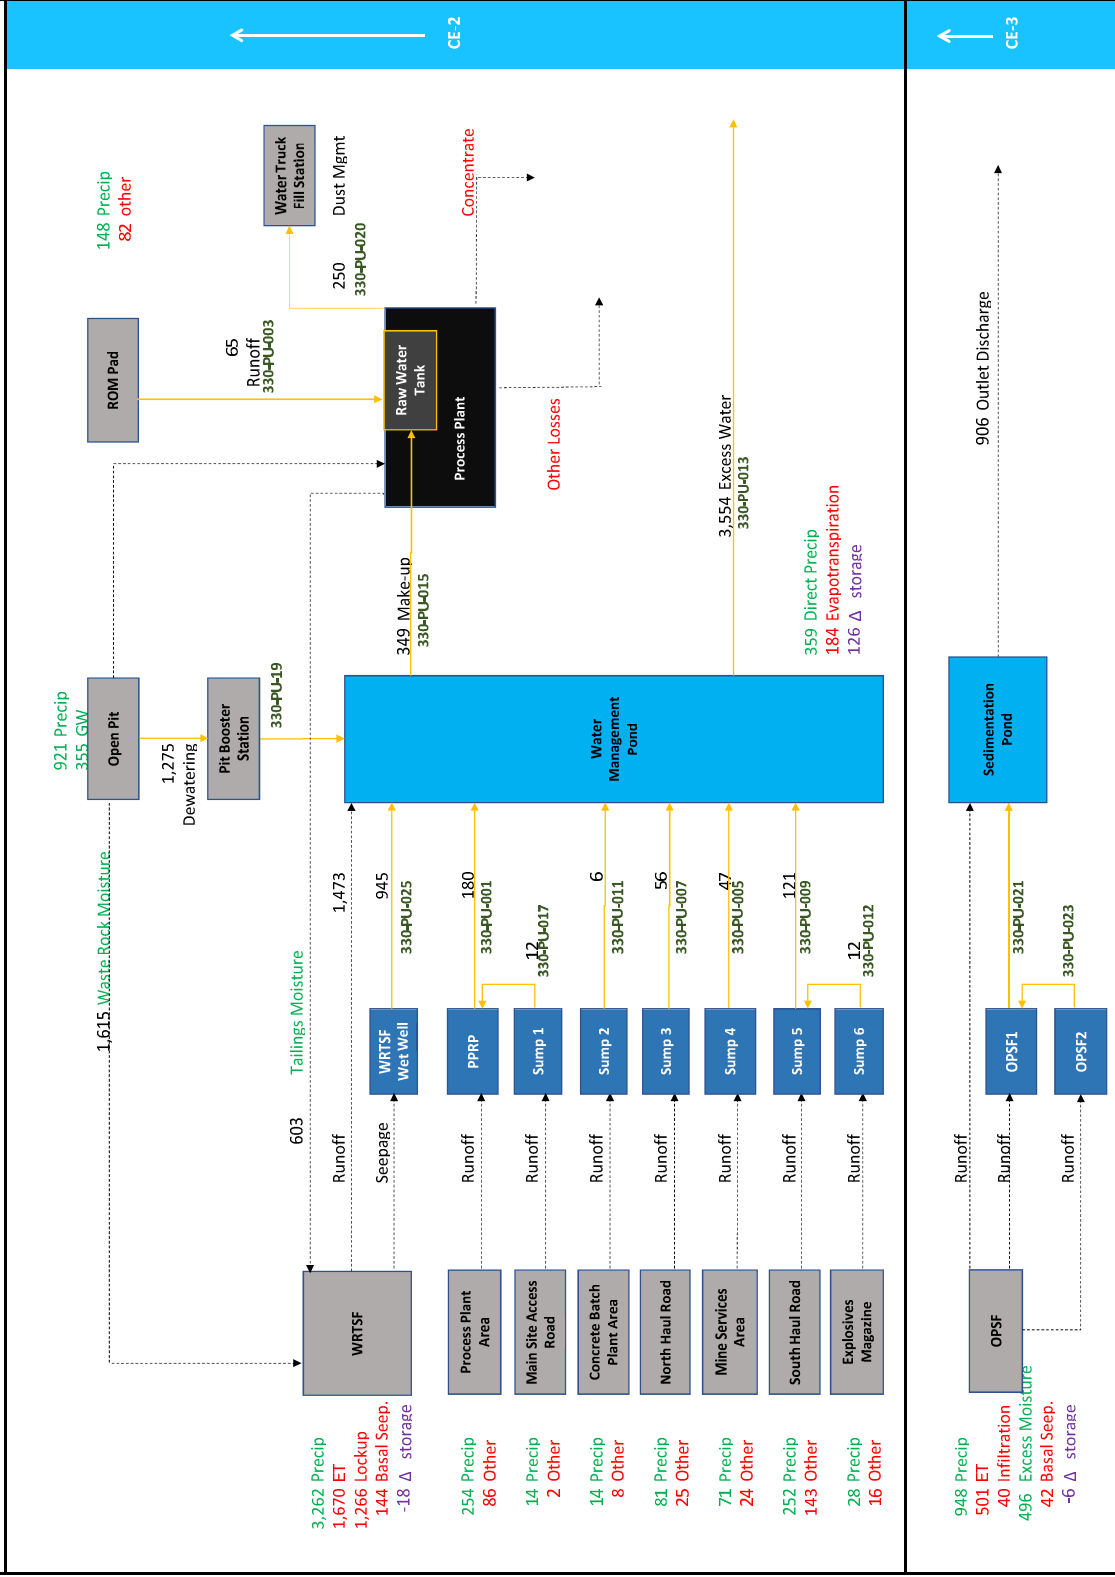 921 Precip
355 GW
148 Precip
82 other
Open Pit
ROM Pad
1,615 Waste Rock Moisture
1,275
Dewatering
Pit Booster
Station
330-PU-19
65
Runoff
330-PU-003
Water Truck
Fill Station
Dust Mgmt
250
330-PU-020
603
Tailings Moisture
Raw Water
Tank
Process Plant
Concentrate
Other Losses
349 Make-up
330-PU-015
3,262 Precip
1,670 ET
1,266 Lockup
144 Basal Seep.
-18 Δ storage
WRTSF
Runoff
1,473
Seepage
WRTSF
Wet Well
945
330-PU-025
Water
Management
Pond
3,554 Excess Water
330-PU-013
359 Direct Precip
184 Evapotranspiration
126 Δ storage
254 Precip
86 Other
Process Plant
Area
Runoff
PPRP
180
330-PU-001
14 Precip
2 Other
Main Site Access
Road
Runoff
Sump 1
12
330-PU-017
14 Precip
8 Other
Concrete Batch
Plant Area
Runoff
Sump 2
6
330-PU-011
81 Precip
25 Other
North Haul Road
Runoff
Sump 3
56
330-PU-007
71 Precip
24 Other
Mine Services
Area
Runoff
Sump 4
47
330-PU-005
252 Precip
143 Other
South Haul Road
Runoff
Sump 5
121
330-PU-009
28 Precip
16 Other
Explosives
Magazine
Runoff
Sump 6
12
330-PU-012
CE-2
948 Precip
501 ET
40 Infiltration
496 Excess Moisture
42 Basal Seep.
-6 Δ storage
OPSF
Runoff
Runoff
Runoff
OPSF1
330-PU-021
OPSF2
330-PU-023
Sedimentation
Pond
906 Outlet Discharge
CE-3